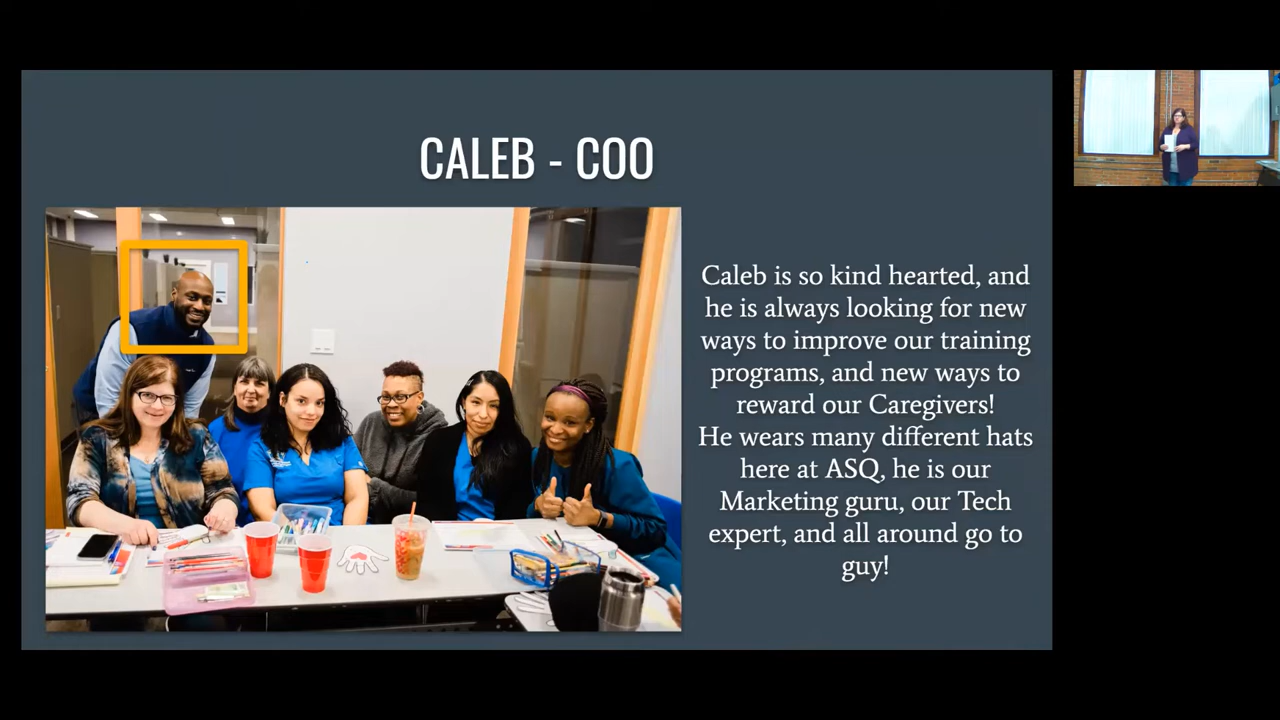 CALEB - COO
Caleb is so kind hearted, and
he is always looking for new
ways to improve our training
programs, and new ways to
reward our Caregivers!
He wears many different hats
here at ASQ, he is our
Marketing guru, our Tech
expert, and all around go to
guy!